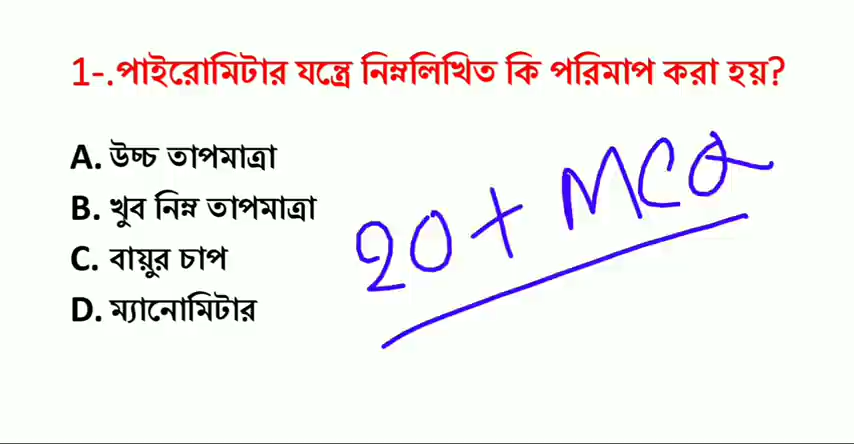 1-.পাইরোমিটার যন্ত্রে নিম্নলিখিত কি পরিমাপ করা হয়?
A. উচ্চ তাপমাত্রা
B. খুব নিম্ন তাপমাত্রা
C. বায়ুর চাপ
D. ম্যানোমিটার
20+ MCQ